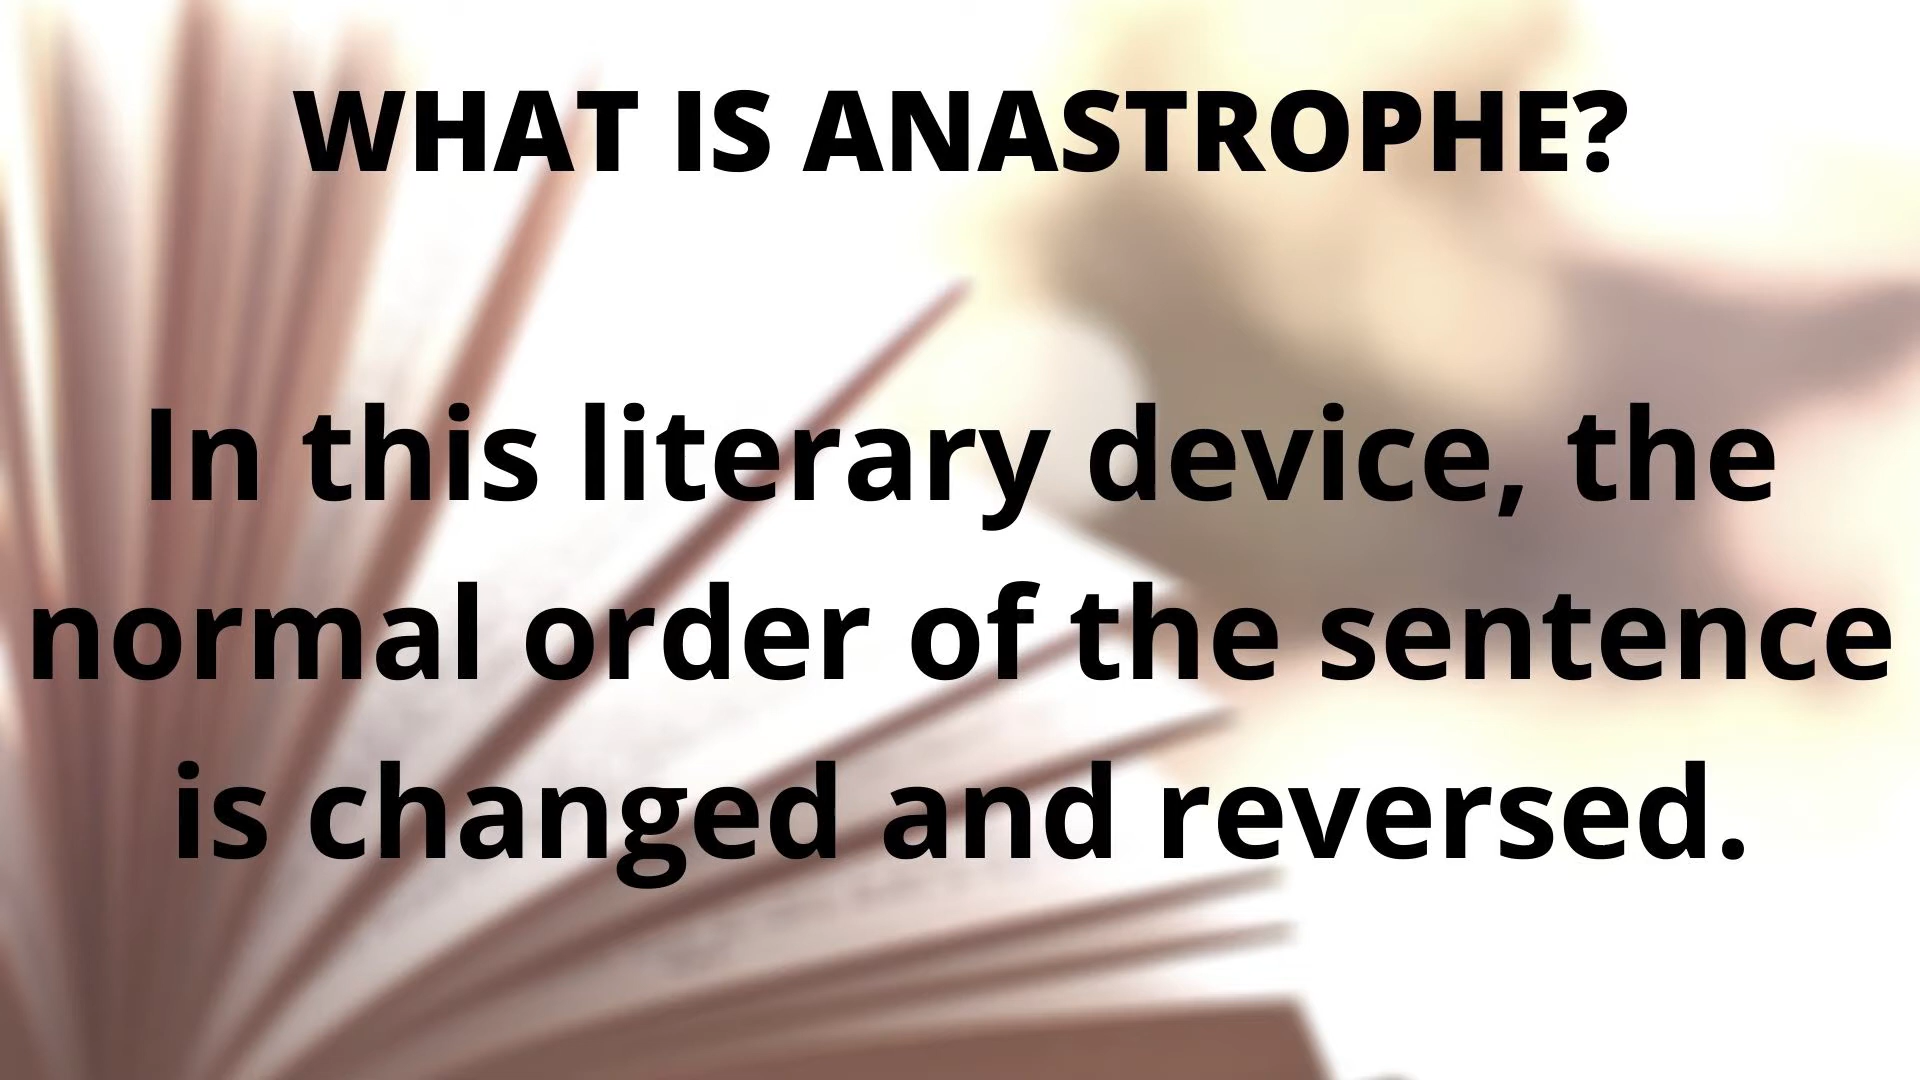 WHAT IS ANASTROPHE?
In this literary device, the
normal order of the sentence
is changed and reversed.